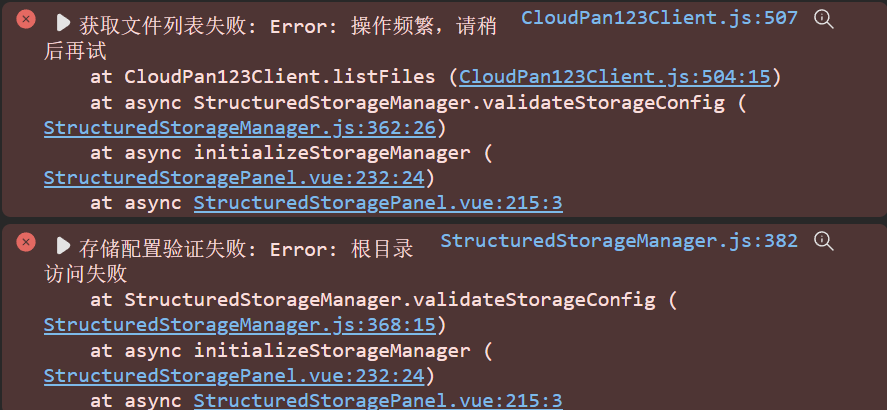 获取文件列表失败: Error: 操作频繁，请稍 CloudPan123Client.js:507
后再试
at CloudPan123Client.listFiles (CloudPan123Client.js:504:15)
at async StructuredStorageManager.validateStorageConfig (
StructuredStorageManager.js:362:26)
at async initializeStorageManager (
StructuredStoragePanel.vue:232:24)
at async StructuredStoragePanel.vue:215:3
存储配置验证失败: Error: 根目录 StructuredStorageManager.js:382
访问失败
at StructuredStorageManager.validateStorageConfig (
StructuredStorageManager.js:368:15)
at async initializeStorageManager (
StructuredStoragePanel.vue:232:24)
at async StructuredStoragePanel.vue:215:3